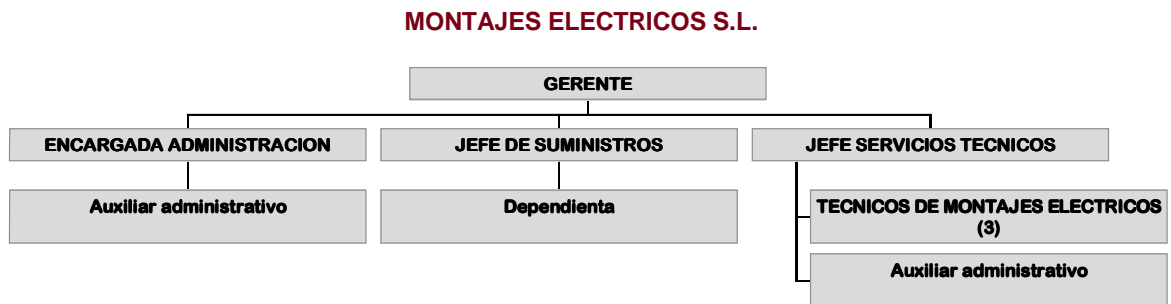 MONTAJES ELECTRICOS S.L.
GERENTE
ENCARGADA ADMINISTRACION
JEFE DE SUMINISTROS
JEFE SERVICIOS TECNICOS
Auxiliar administrativo
Dependienta
TECNICOS DE MONTAJES ELECTRICOS
(3)
Auxiliar administrativo